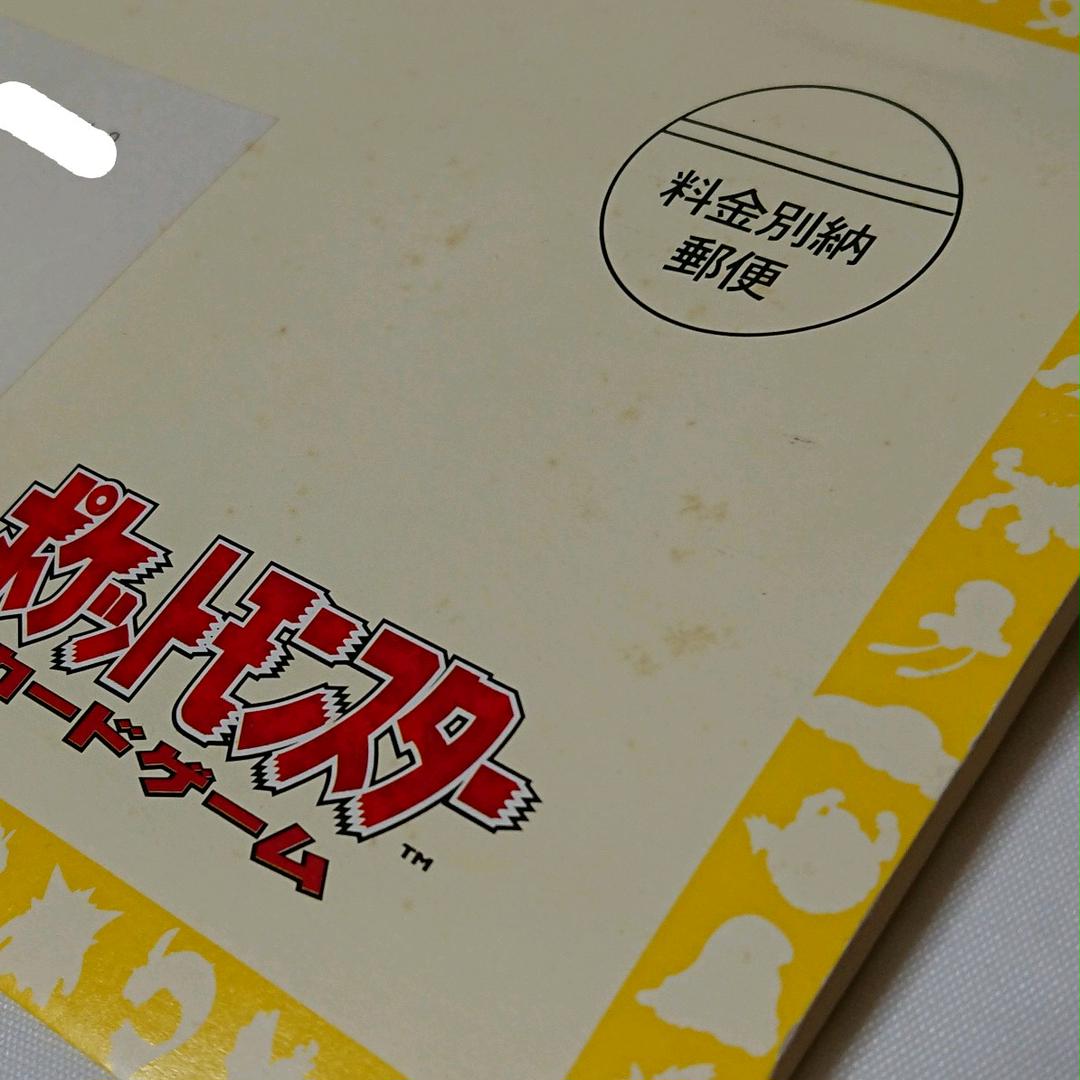 料金別納
郵便
ポケットモンスター
カードゲーム
TM